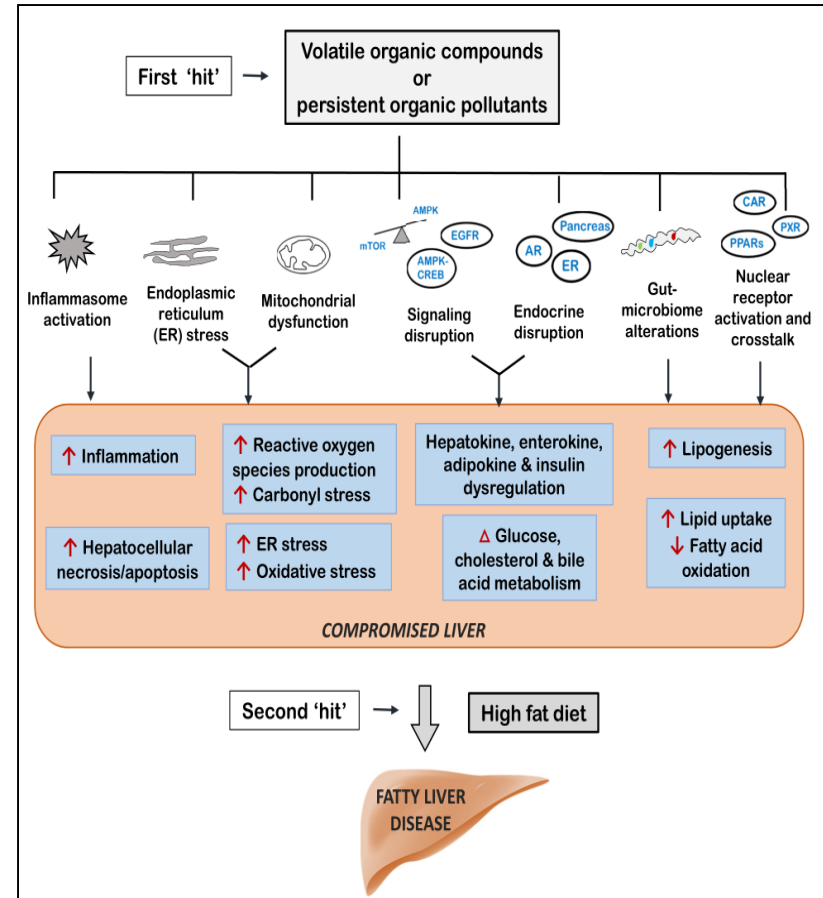 First ‘hit’
Volatile organic compounds
or
persistent organic pollutants
Inflammasome
activation
Endoplasmic
reticulum
(ER) stress
Mitochondrial
dysfunction
AMPK
mTOR
EGFR
AMPK-
CREB
Signaling
disruption
Pancreas
AR
ER
Endocrine
disruption
Gut-
microbiome
alterations
CAR
PXR
PPARs
Nuclear
receptor
activation and
crosstalk
↑ Inflammation
↑ Hepatocellular
necrosis/apoptosis
↑ Reactive oxygen
species production
↑ Carbonyl stress
↑ ER stress
↑ Oxidative stress
Hepatokine, enterokine,
adipokine & insulin
dysregulation
Δ Glucose,
cholesterol & bile
acid metabolism
↑ Lipogenesis
↑ Lipid uptake
↓ Fatty acid
oxidation
COMPROMISED LIVER
Second ‘hit’
High fat diet
FATTY LIVER
DISEASE